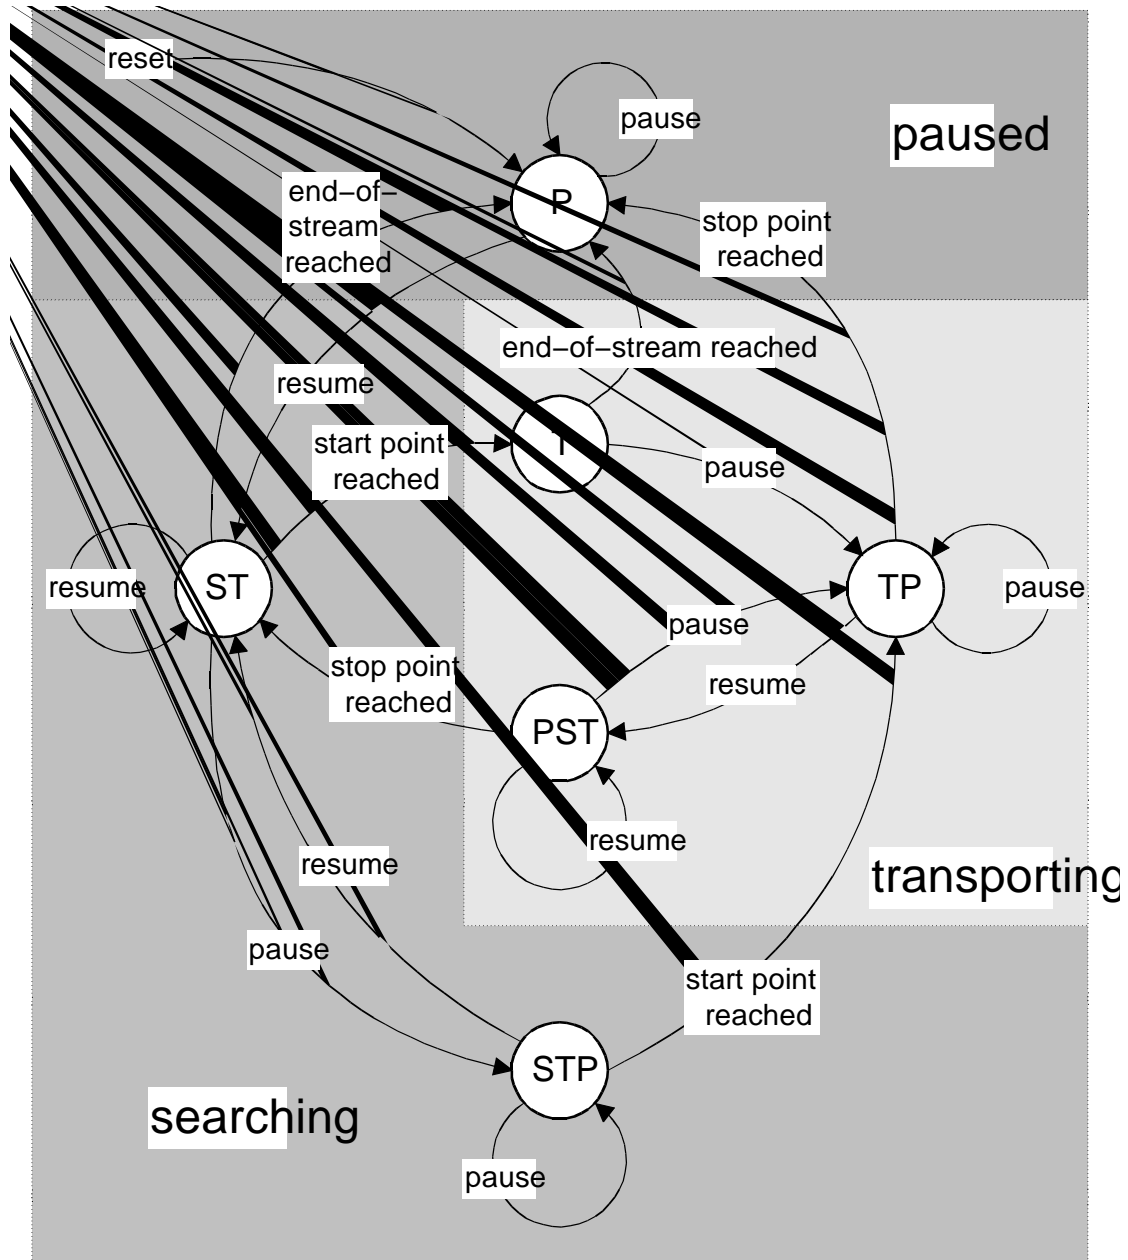 reset
pause
paused
end–of–
stream
reached
P
stop point
reached
end–of–stream reached
resume
start point
reached
T
pause
resume
ST
TP
pause
pause
stop point
reached
resume
PST
resume
resume
transporting
pause
start point
reached
STP
searching
pause